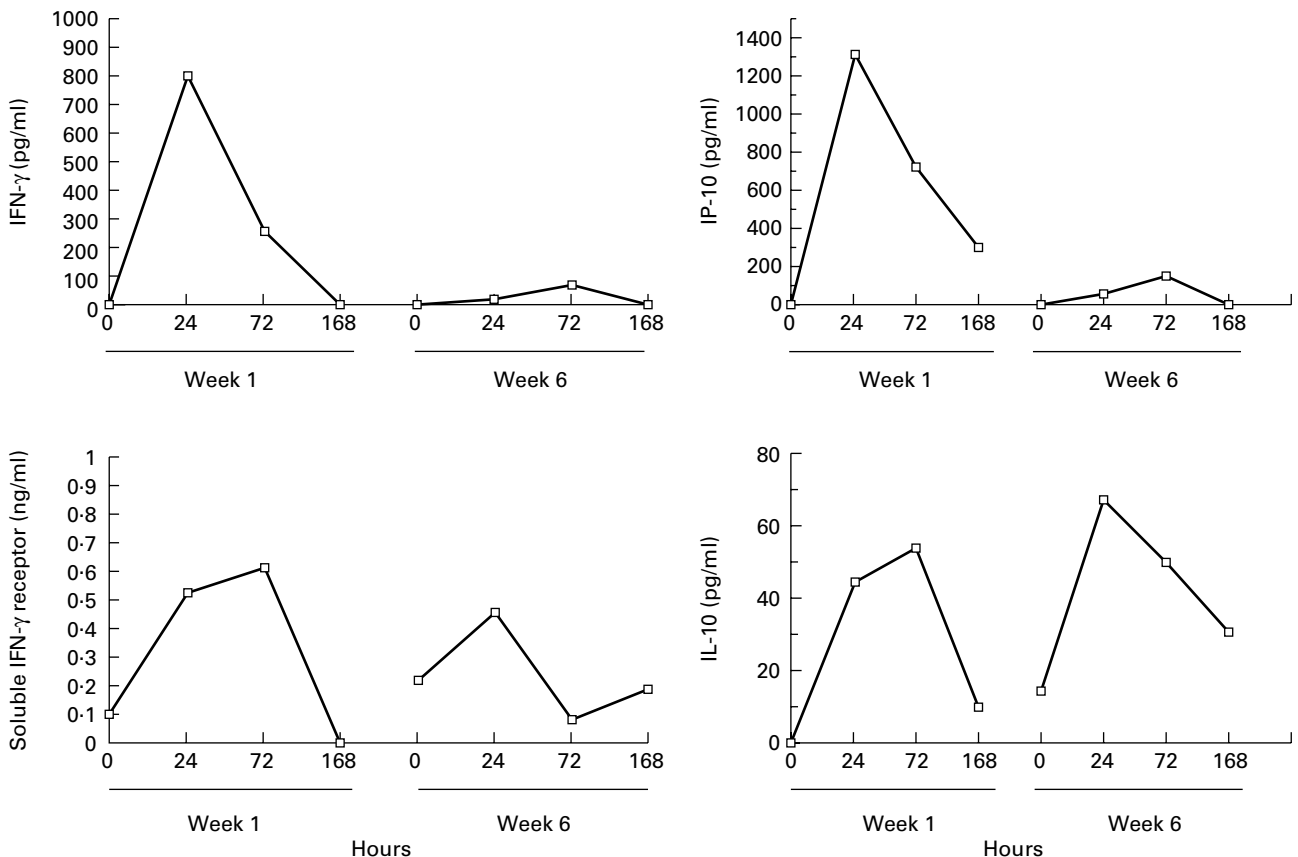 IFN-γ (pg/ml)
1000
900
800
700
600
500
400
300
200
100
0
0 24 72 168 0 24 72 168
Week 1 Week 6
IP-10 (pg/ml)
1400
1200
1000
800
600
400
200
0
0 24 72 168 0 24 72 168
Week 1 Week 6
Soluble IFN-γ receptor (ng/ml)
1
0·9
0·8
0·7
0·6
0·5
0·4
0·3
0·2
0·1
0
0 24 72 168 0 24 72 168
Week 1 Week 6
Hours
IL-10 (pg/ml)
80
60
40
20
0
0 24 72 168 0 24 72 168
Week 1 Week 6
Hours